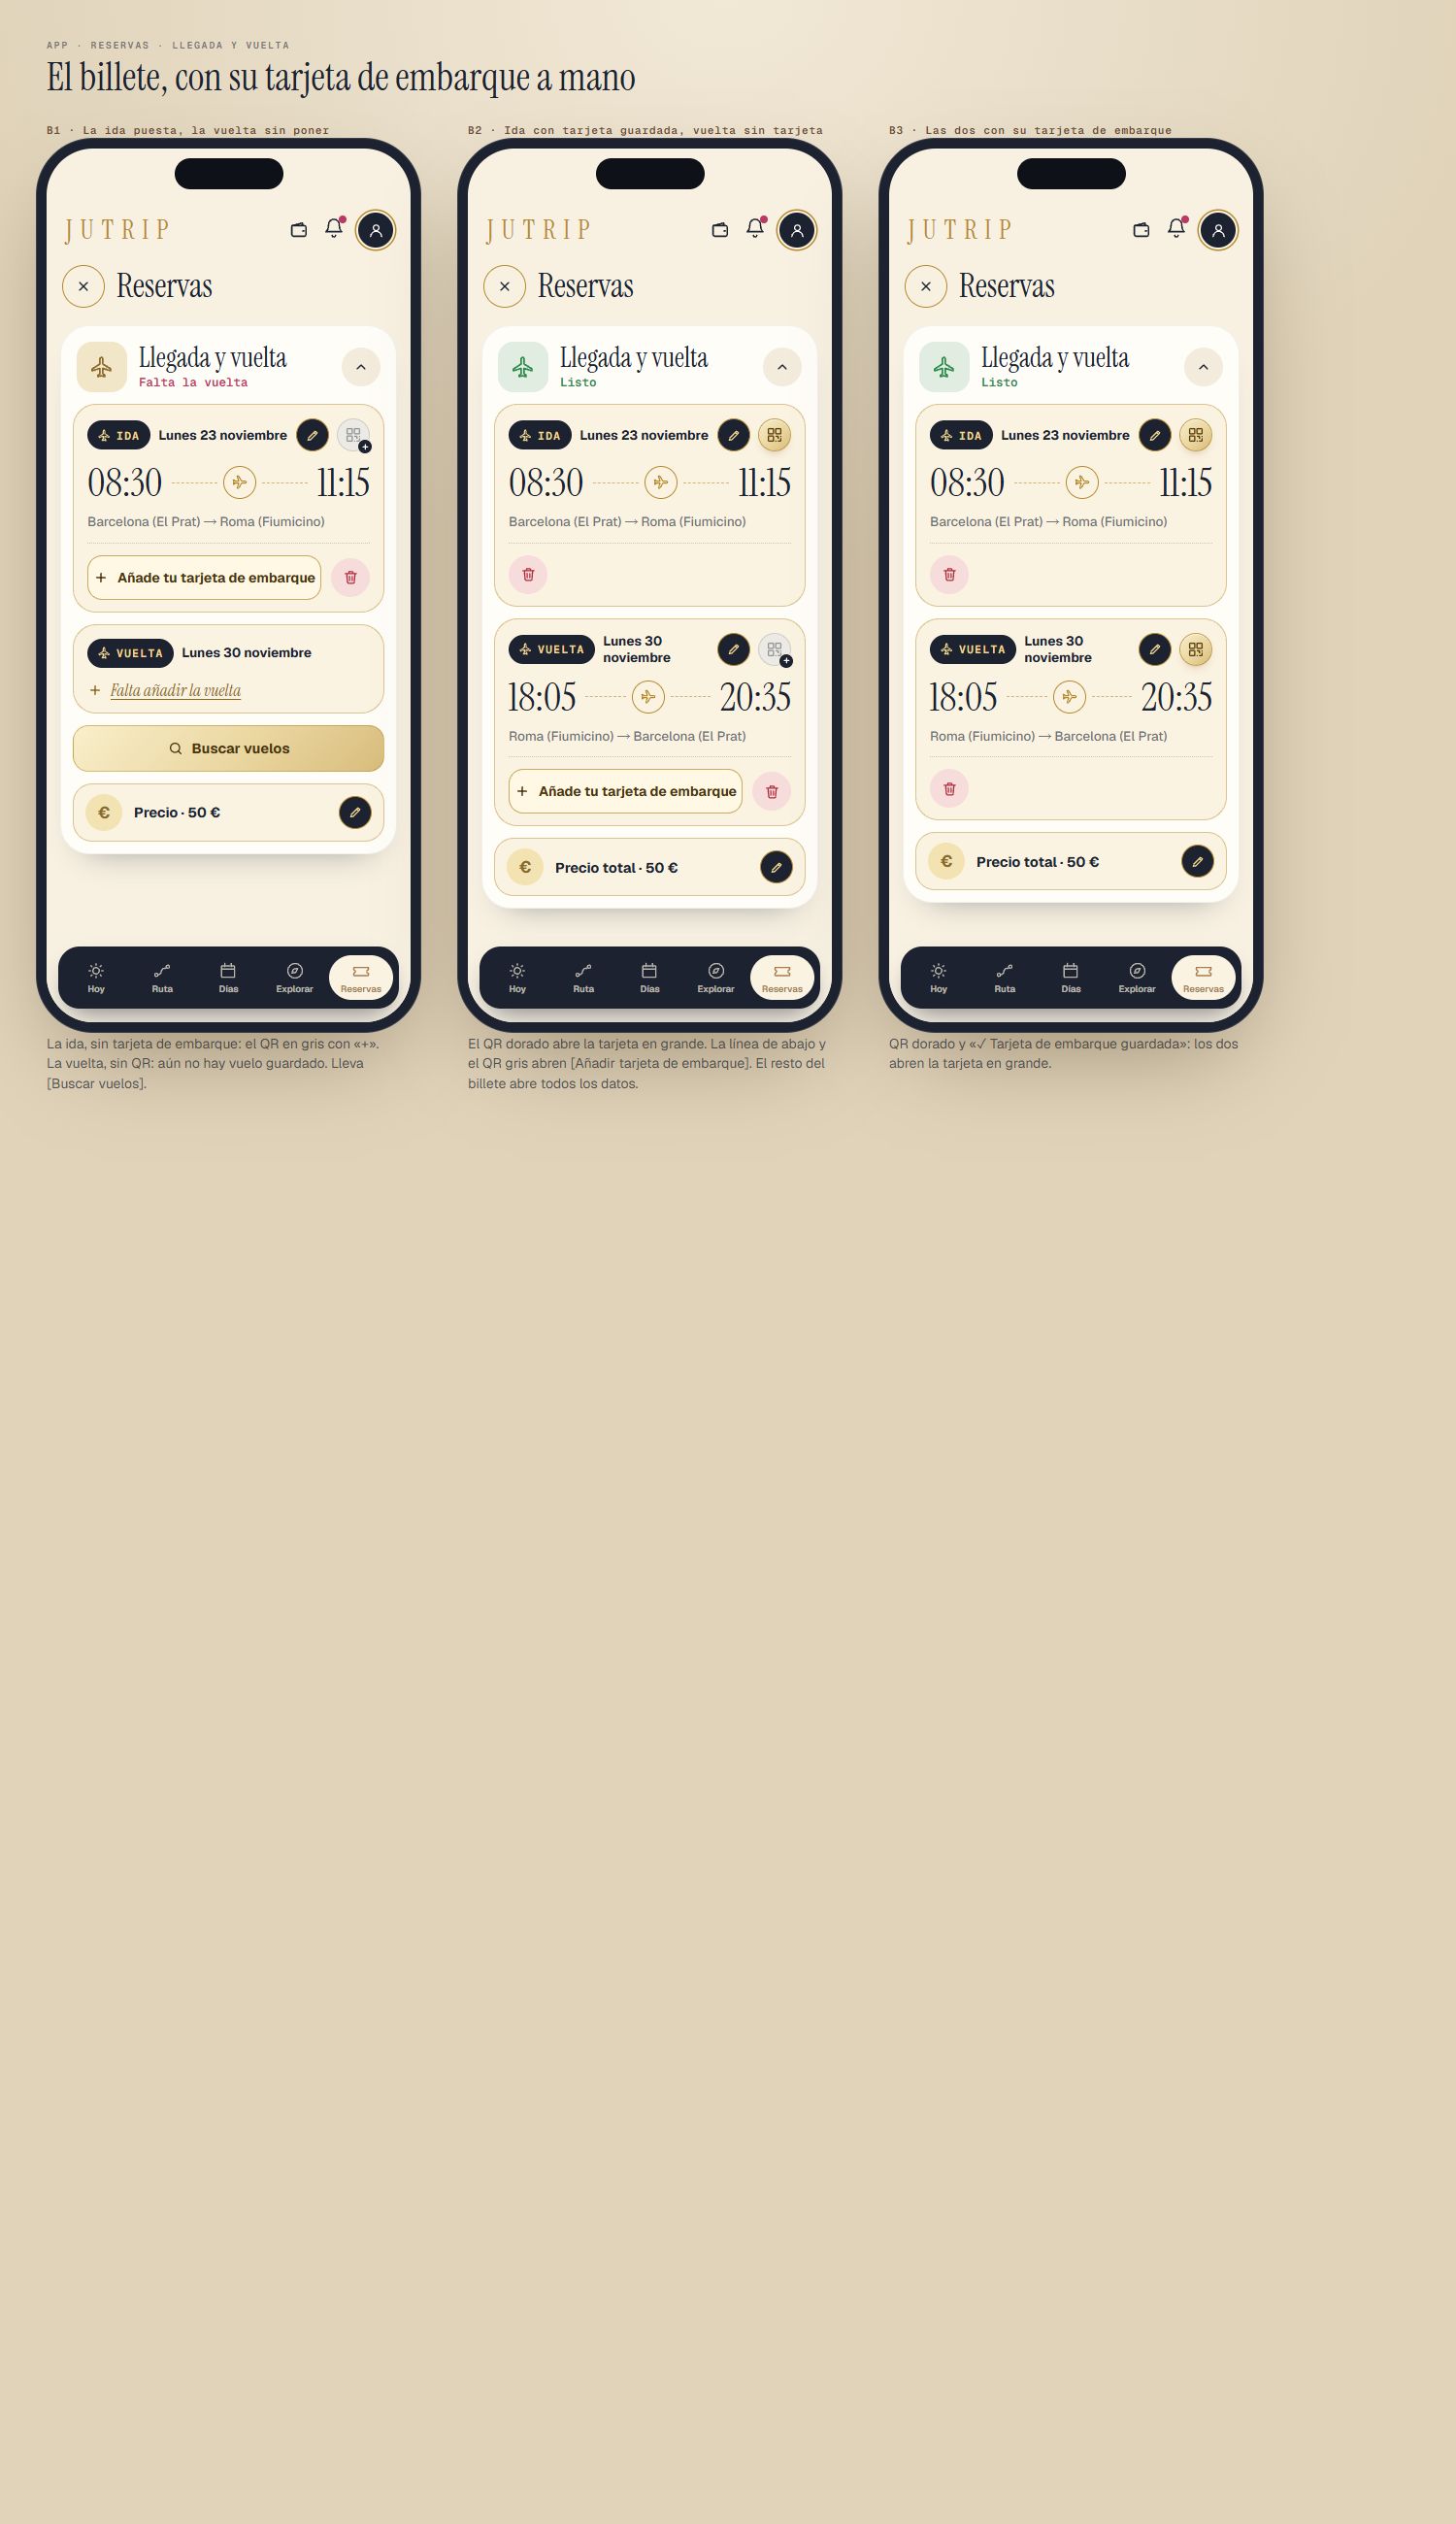 APP · RESERVAS · LLEGADA Y VUELTA
El billete, con su tarjeta de embarque a mano
B1 · La ida puesta, la vuelta sin poner
JUTRIP
Reservas
Llegada y vuelta
Falta la vuelta
IDA
Lunes 23 noviembre
08:30
11:15
Barcelona (El Prat) → Roma (Fiumicino)
+ Añade tu tarjeta de embarque
VUELTA
Lunes 30 noviembre
+ Falta añadir la vuelta
Buscar vuelos
€ Precio · 50 €
Hoy
Ruta
Días
Explorar
Reservas
La ida, sin tarjeta de embarque: el QR en gris con «+».
La vuelta, sin QR: aún no hay vuelo guardado. Lleva
[Buscar vuelos].
B2 · Ida con tarjeta guardada, vuelta sin tarjeta
JUTRIP
Reservas
Llegada y vuelta
Listo
IDA
Lunes 23 noviembre
08:30
11:15
Barcelona (El Prat) → Roma (Fiumicino)
VUELTA
Lunes 30
noviembre
18:05
20:35
Roma (Fiumicino) → Barcelona (El Prat)
+ Añade tu tarjeta de embarque
€ Precio total · 50 €
Hoy
Ruta
Días
Explorar
Reservas
El QR dorado abre la tarjeta en grande. La línea de abajo y
el QR gris abren [Añadir tarjeta de embarque]. El resto del
billete abre todos los datos.
B3 · Las dos con su tarjeta de embarque
JUTRIP
Reservas
Llegada y vuelta
Listo
IDA
Lunes 23 noviembre
08:30
11:15
Barcelona (El Prat) → Roma (Fiumicino)
VUELTA
Lunes 30
noviembre
18:05
20:35
Roma (Fiumicino) → Barcelona (El Prat)
€ Precio total · 50 €
Hoy
Ruta
Días
Explorar
Reservas
QR dorado y «✓ Tarjeta de embarque guardada»: los dos
abren la tarjeta en grande.